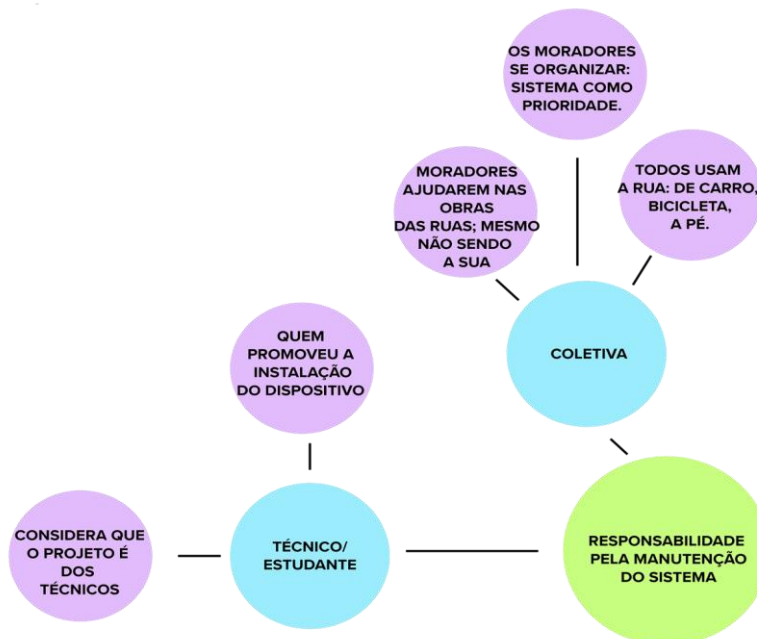 OS MORADORES
SE ORGANIZAR:
SISTEMA COMO
PRIORIDADE.
MORADORES
AJUDAREM NAS
OBRAS
DAS RUAS; MESMO
NÃO SENDO
A SUA
TODOS USAM
A RUA: DE CARRO,
BICICLETA,
A PÉ.
COLETIVA
QUEM
PROMOVEU A
INSTALAÇÃO
DO DISPOSITIVO
CONSIDERA QUE
O PROJETO É
DOS
TÉCNICOS
TÉCNICO/
ESTUDANTE
RESPONSABILIDADE
PELA MANUTENÇÃO
DO SISTEMA